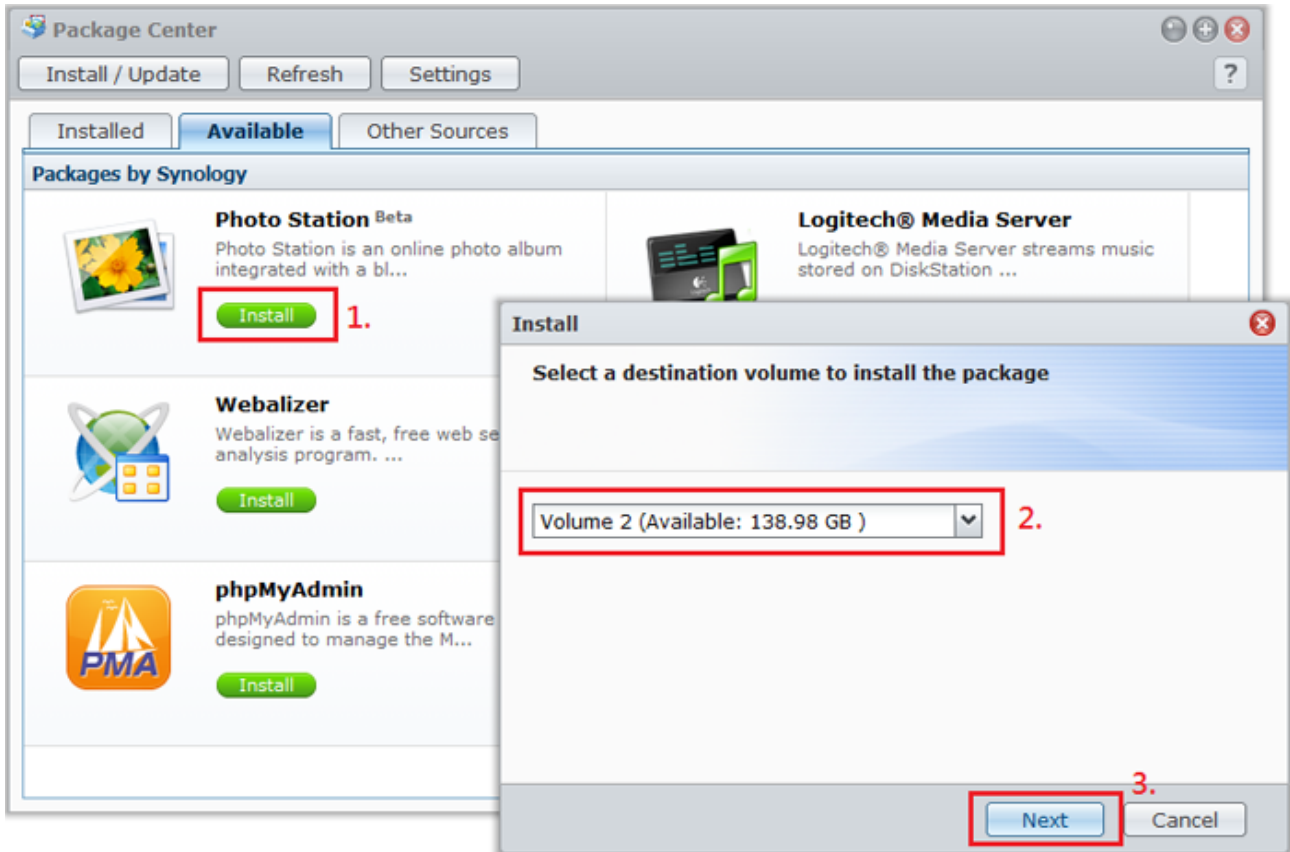 Package Center
Install / Update
Refresh
Settings
?
Installed
Available
Other Sources
Packages by Synology
Photo Station Beta
Photo Station is an online photo album
integrated with a bl...
Install
1.
Logitech® Media Server
Logitech® Media Server streams music
stored on DiskStation ...
Webalizer
Webalizer is a fast, free web se
analysis program. ...
Install
phpMyAdmin
phpMyAdmin is a free software
designed to manage the M...
PMA
Install
Install
Select a destination volume to install the package
Volume 2 (Available: 138.98 GB )
2.
3.
Next
Cancel